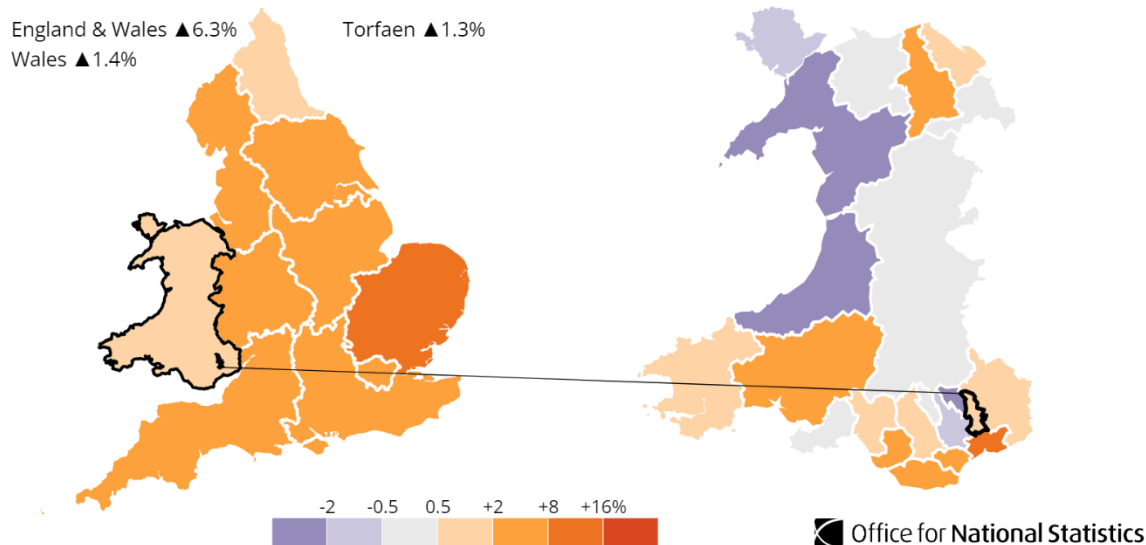 England & Wales ▲6.3%
Wales ▲1.4%
Torfaen ▲1.3%
-2 -0.5 0.5 +2 +8 +16%
Office for National Statistics